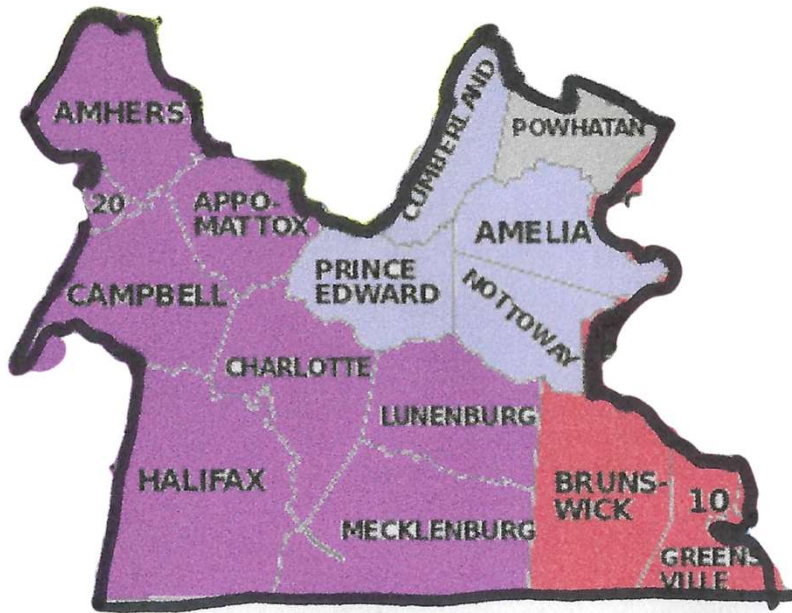 AMHERS
CUMBERLAND
POWHATAN
20
APPO-
MATTOX
AMELIA
PRINCE
EDWARD
CAMPBELL
NOTTOWAY
CHARLOTTE
LUNENBURG
HALIFAX
BRUNS-
WICK
10
MECKLENBURG
GREENS
VILLE